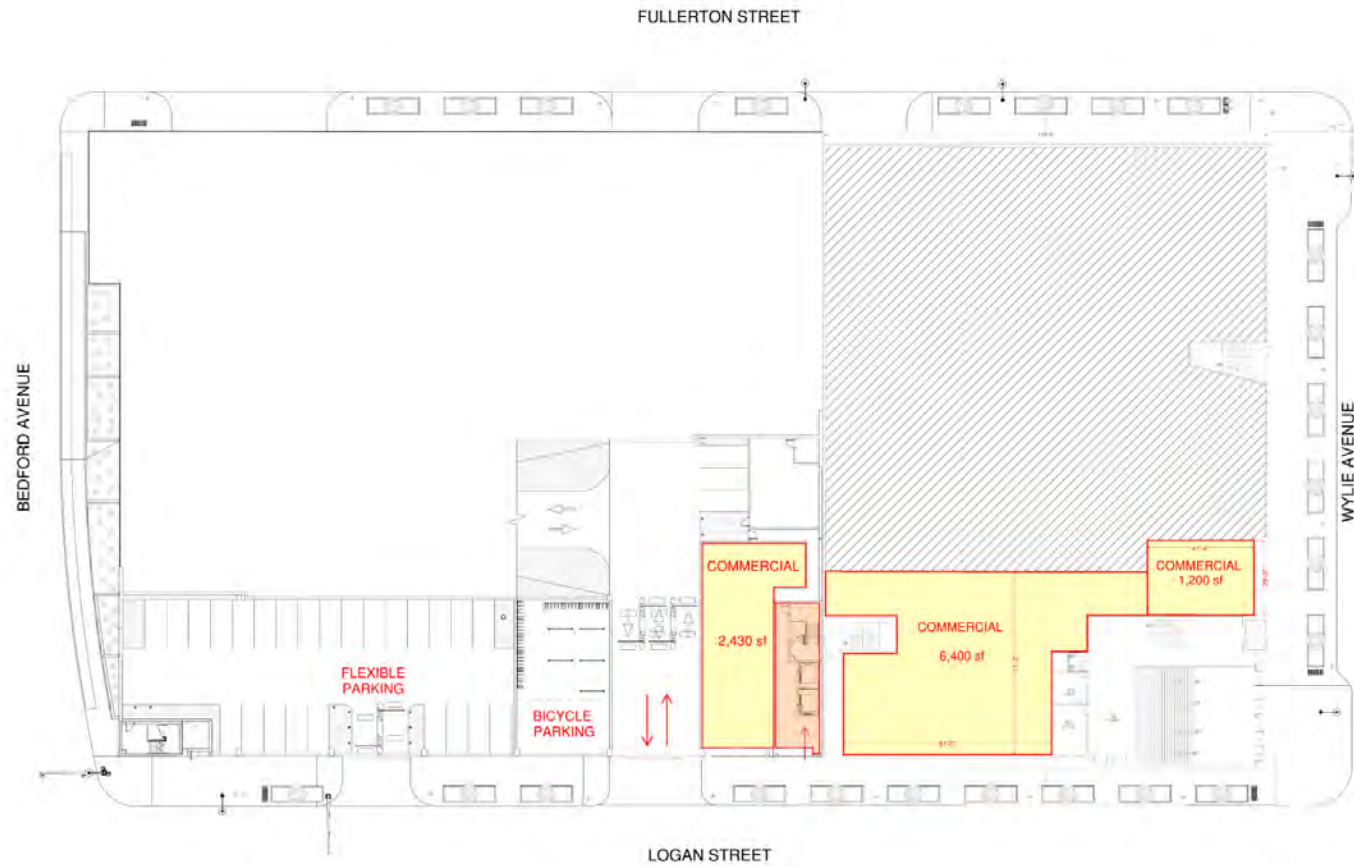 FULLERTON STREET
BEDFORD AVENUE
WYLIE AVENUE
COMMERCIAL
2,430 sf
COMMERCIAL
1,200 sf
COMMERCIAL
6,400 sf
FLEXIBLE
PARKING
BICYCLE
PARKING
LOGAN STREET